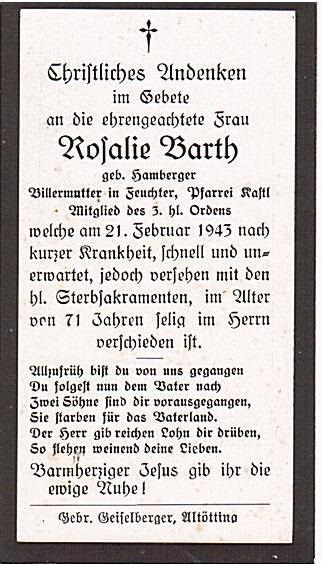 Christliches Andenken
im Gebete
an die ehrengeachtete Frau
Rosalie Barth
geb. Hamberger
Billermutter in Feuchter, Pfarrei Kastl
Mitglied des 3. hl. Ordens
welche am 21. Februar 1943 nach
kurzer Krankheit, schnell und un-
erwartet, jedoch versehen mit den
hl. Sterbsakramenten, im Alter
von 71 Jahren selig im Herrn
verschieden ist.
Allzufrüh bist du von uns gegangen
Du folgest nun dem Vater nach
Zwei Söhne sind dir vorausgegangen,
Sie starben für das Vaterland.
Der Herr gib reichen Lohn dir drüben,
So flehen weinend deine Lieben.
Barmherziger Jesus gib ihr die
ewige Ruhe!
Gebr. Geiselberger, Altötting